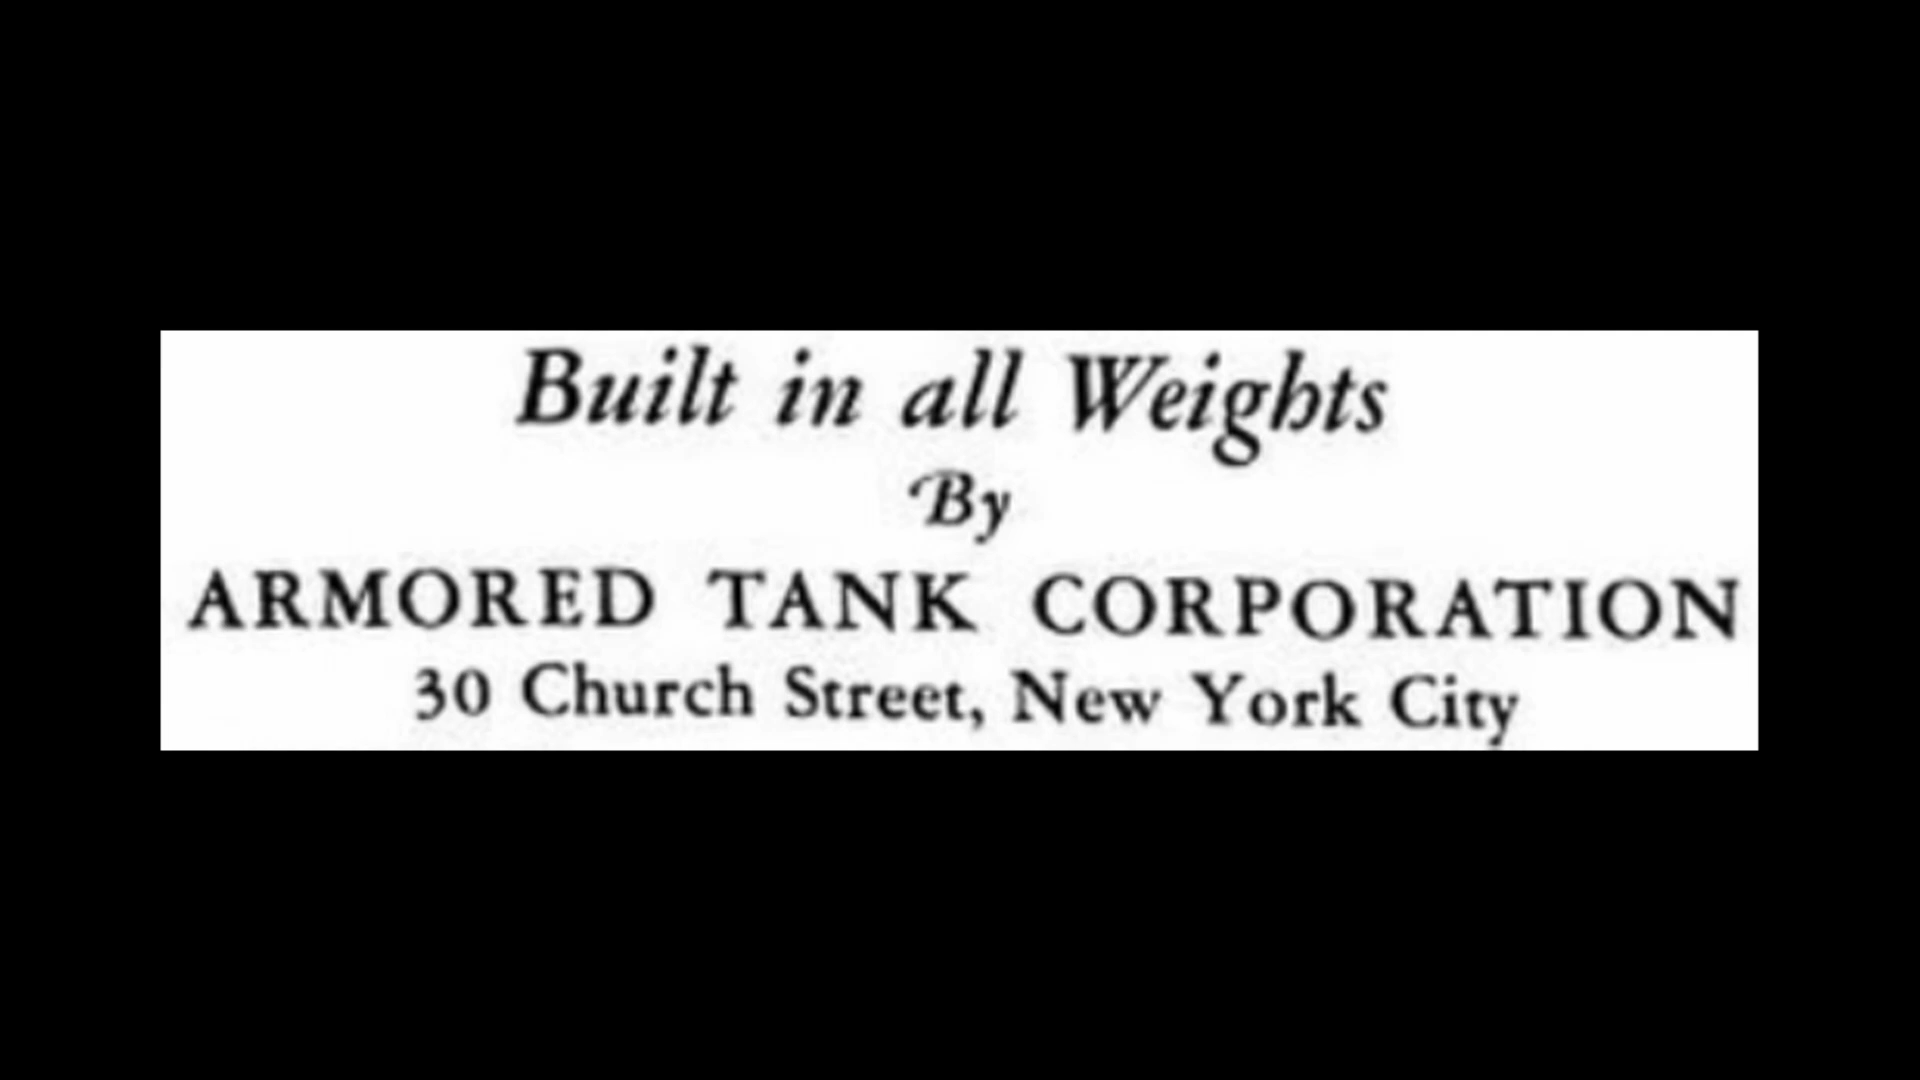 Built in all Weights
By
ARMORED TANK CORPORATION
30 Church Street, New York City